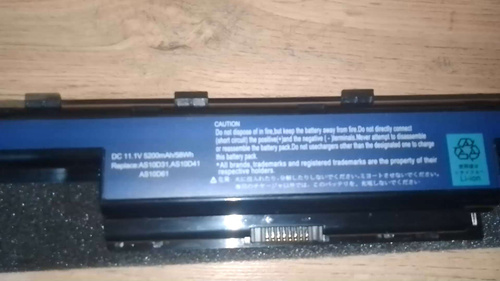 CAUTION
Do not dispose of in fire,but keep the battery away from fire.Do not directly connect
(short circuit) the positive(+)and the negative ( - )terminals.Never attempt to disassemble
or reassemble the battery pack.Do not usechargers other than the designated one to charge
this battery pack.
*All brands, trademarks and registered trademarks are the property of their
respective holders.
DC 11.1V 5200mAh/58Wh
Replace:AS10D31,AS10D41
AS10D61
Li-ion